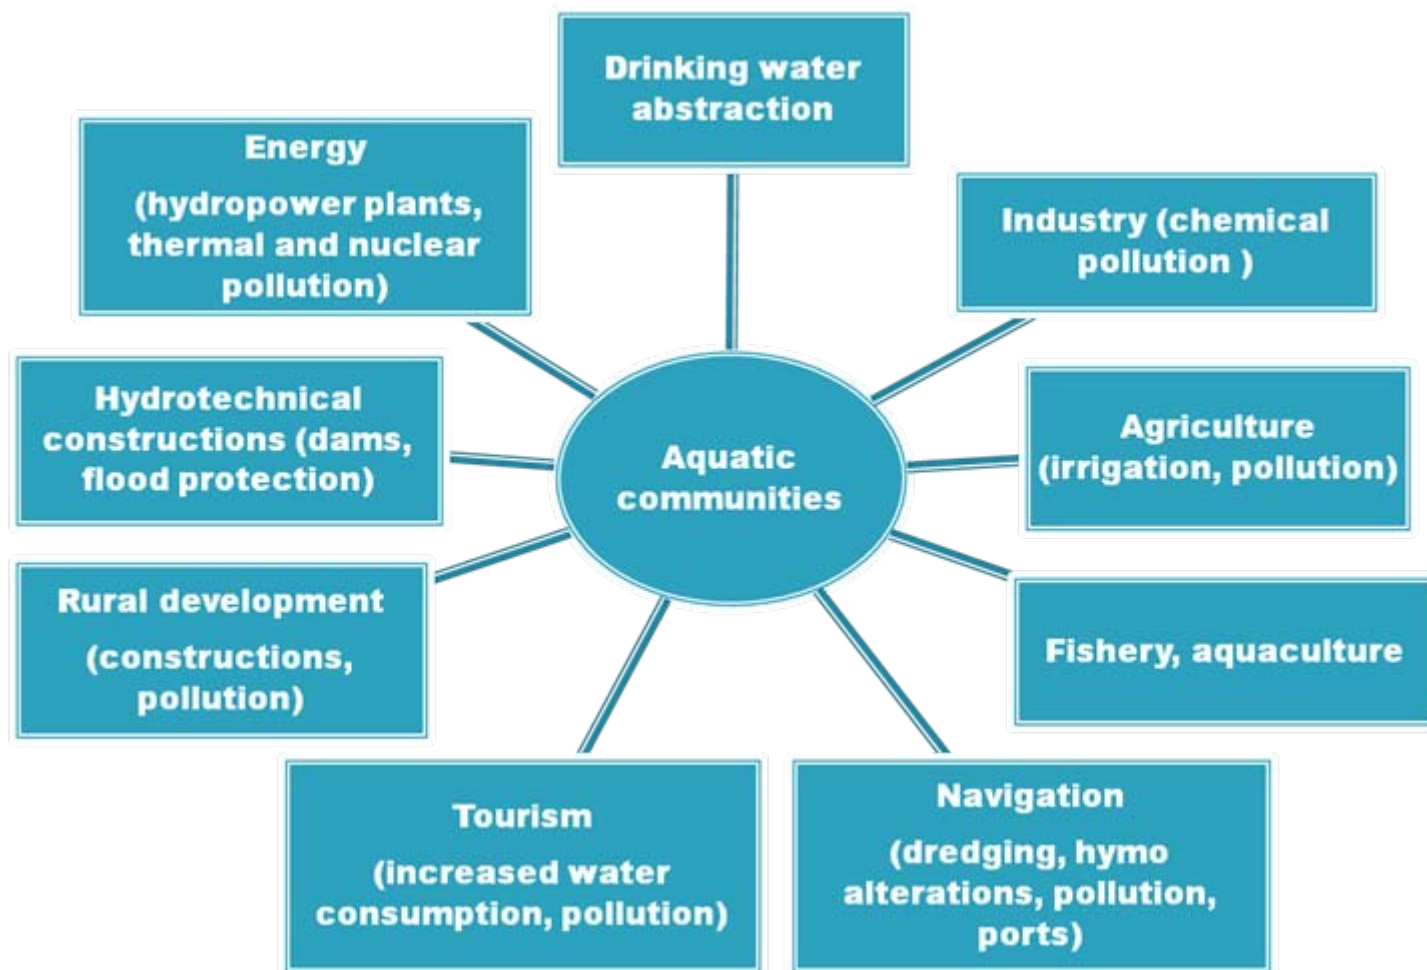 Drinking water
abstraction
Energy
(hydropower plants,
thermal and nuclear
pollution)
Industry (chemical
pollution )
Hydrotechnical
constructions (dams,
flood protection)
Aquatic
communities
Agriculture
(irrigation, pollution)
Rural development
(constructions,
pollution)
Fishery, aquaculture
Tourism
(increased water
consumption, pollution)
Navigation
(dredging, hymo
alterations, pollution,
ports)